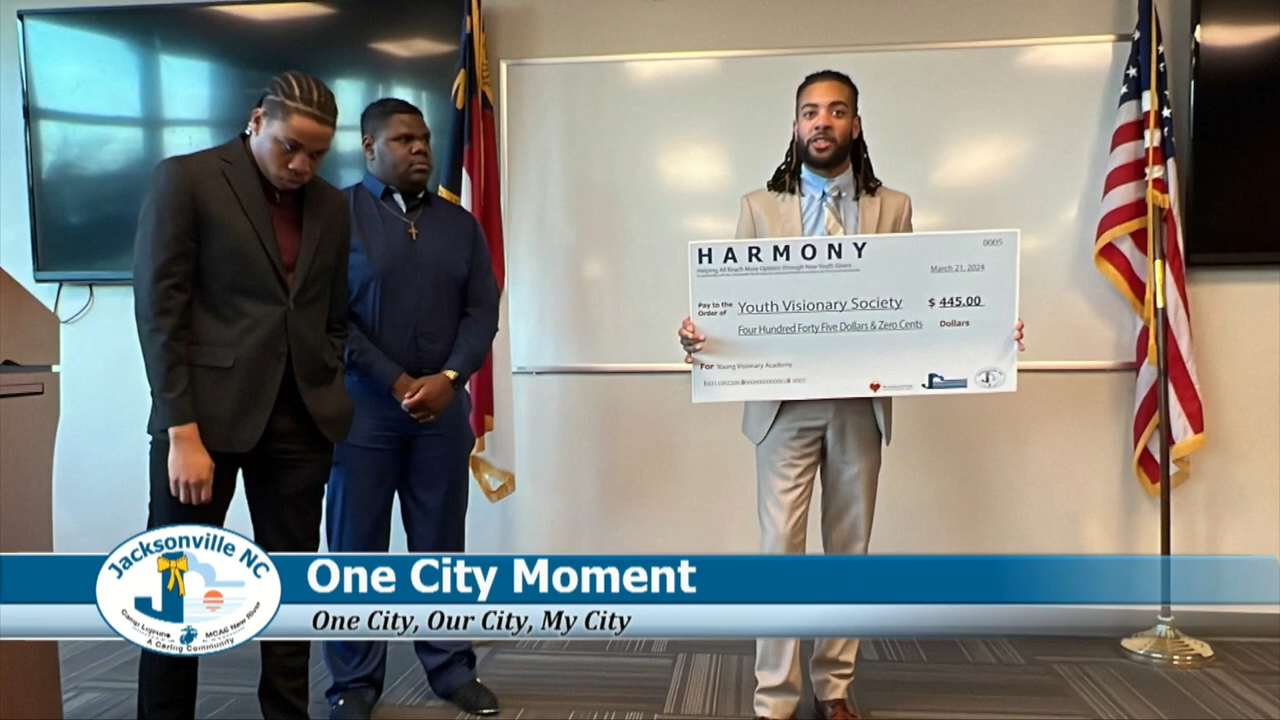 HARMONY
0005
Helping All Reach More Options through New Youth Givers
March 21, 2024
Pay to the Order of
Youth Visionary Society
$ 445.00
Four Hundred Forty Five Dollars & Zero Cents
Dollars
For Young Visionary Academy
Jacksonville NC
Camp Lejeune
MCAS New River
A Caring Community
One City Moment
One City, Our City, My City